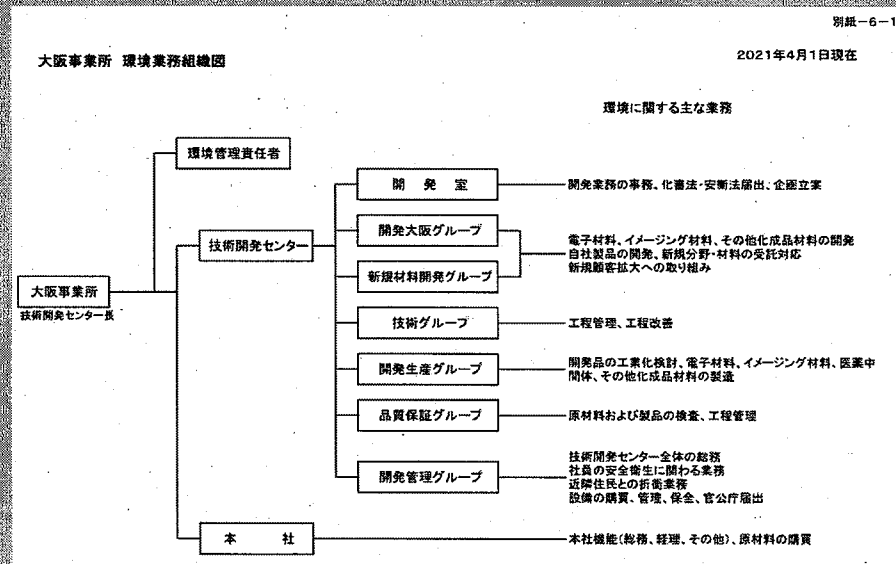 別紙－6－1
大阪事業所 環境業務組織図
2021年4月1日現在
環境に関する主な業務
環境管理責任者
開発室
開発業務の事務、化審法・安衛法届出、企画立案
技術開発センター
開発大阪グループ
電子材料、イメージング材料、その他化成品材料の開発
自社製品の開発、新規分野・材料の受託対応
新規顧客拡大への取り組み
新規材料開発グループ
大阪事業所
技術開発センター長
技術グループ
工程管理、工程改善
開発生産グループ
開発品の工業化検討、電子材料、イメージング材料、医薬中
間体、その他化成品材料の製造
品質保証グループ
原材料および製品の検査、工程管理
開発管理グループ
技術開発センター全体の総務
社員の安全衛生に関わる業務
近隣住民との折衝業務
設備の購買、管理、保全、官公庁届出
本社
本社機能（総務、経理、その他）、原材料の購買